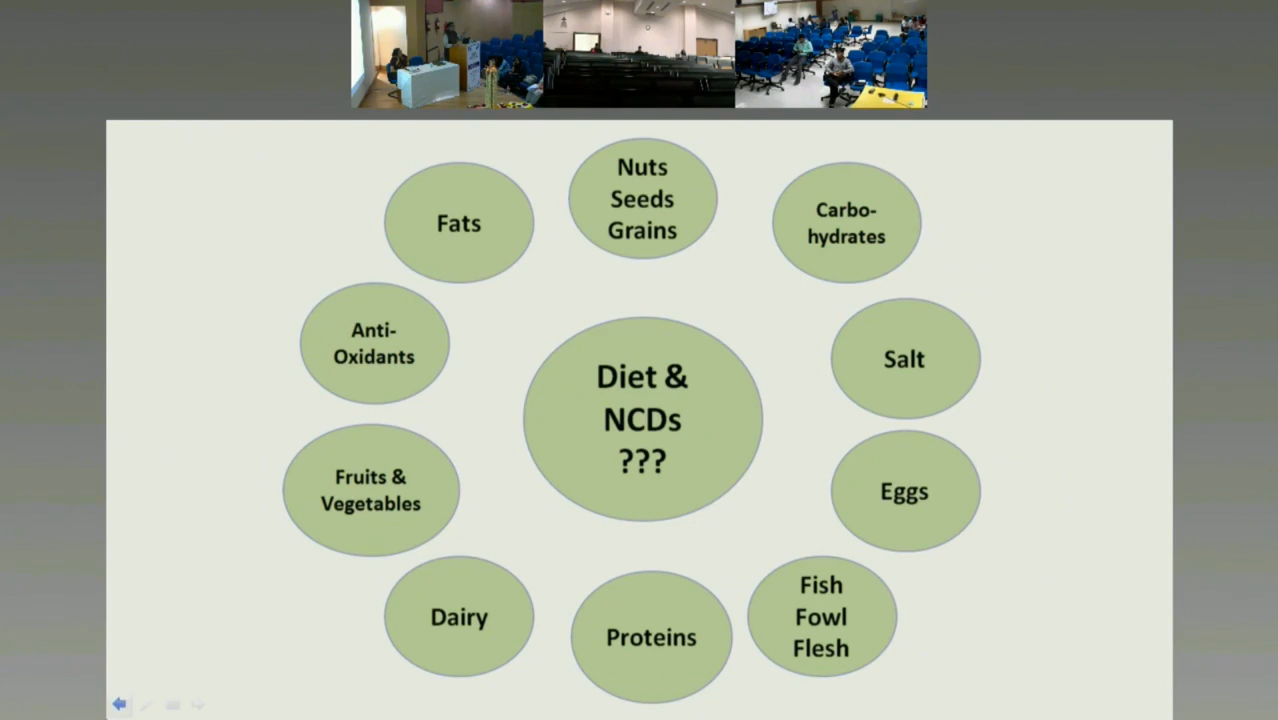 Nuts
Seeds
Grains
Fats
Carbo-
hydrates
Anti-
Oxidants
Salt
Diet &
NCDs
???
Fruits &
Vegetables
Eggs
Fish
Fowl
Flesh
Dairy
Proteins